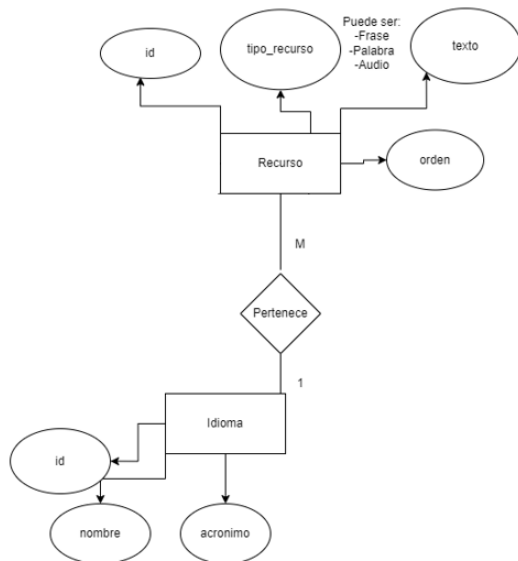 id
tipo_recurso
Puede ser:
-Frase
-Palabra
-Audio
texto
Recurso
orden
M
Pertenece
1
Idioma
id
nombre
acronimo